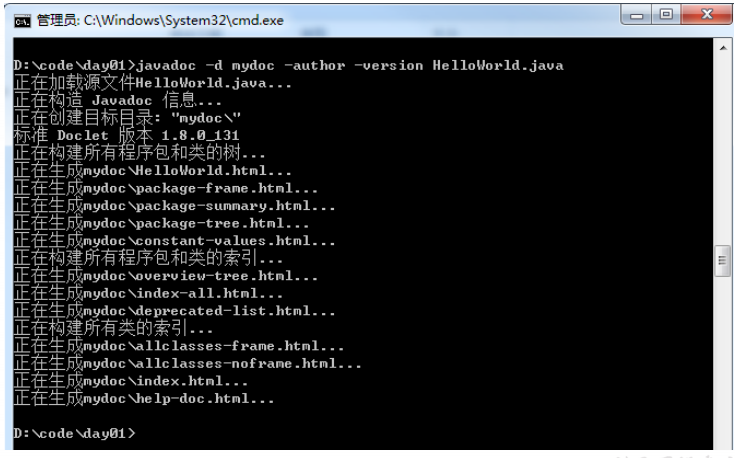 管理员: C:\Windows\System32\cmd.exe
D:\code\day01>javadoc -d mydoc -author -version HelloWorld.java
正在加载源文件HelloWorld.java...
正在构造 Javadoc 信息...
正在创建目标目录: "mydoc\"
标准 Doclet 版本 1.8.0_131
正在构建所有程序包和类的树...
正在生成mydoc\HelloWorld.html...
正在生成mydoc\package-frame.html...
正在生成mydoc\package-summary.html...
正在生成mydoc\package-tree.html...
正在生成mydoc\constant-values.html...
正在构建所有程序包和类的索引...
正在生成mydoc\overview-tree.html...
正在生成mydoc\index-all.html...
正在生成mydoc\deprecated-list.html...
正在构建所有类的索引...
正在生成mydoc\allclasses-frame.html...
正在生成mydoc\allclasses-noframe.html...
正在生成mydoc\index.html...
正在生成mydoc\help-doc.html...
D:\code\day01>